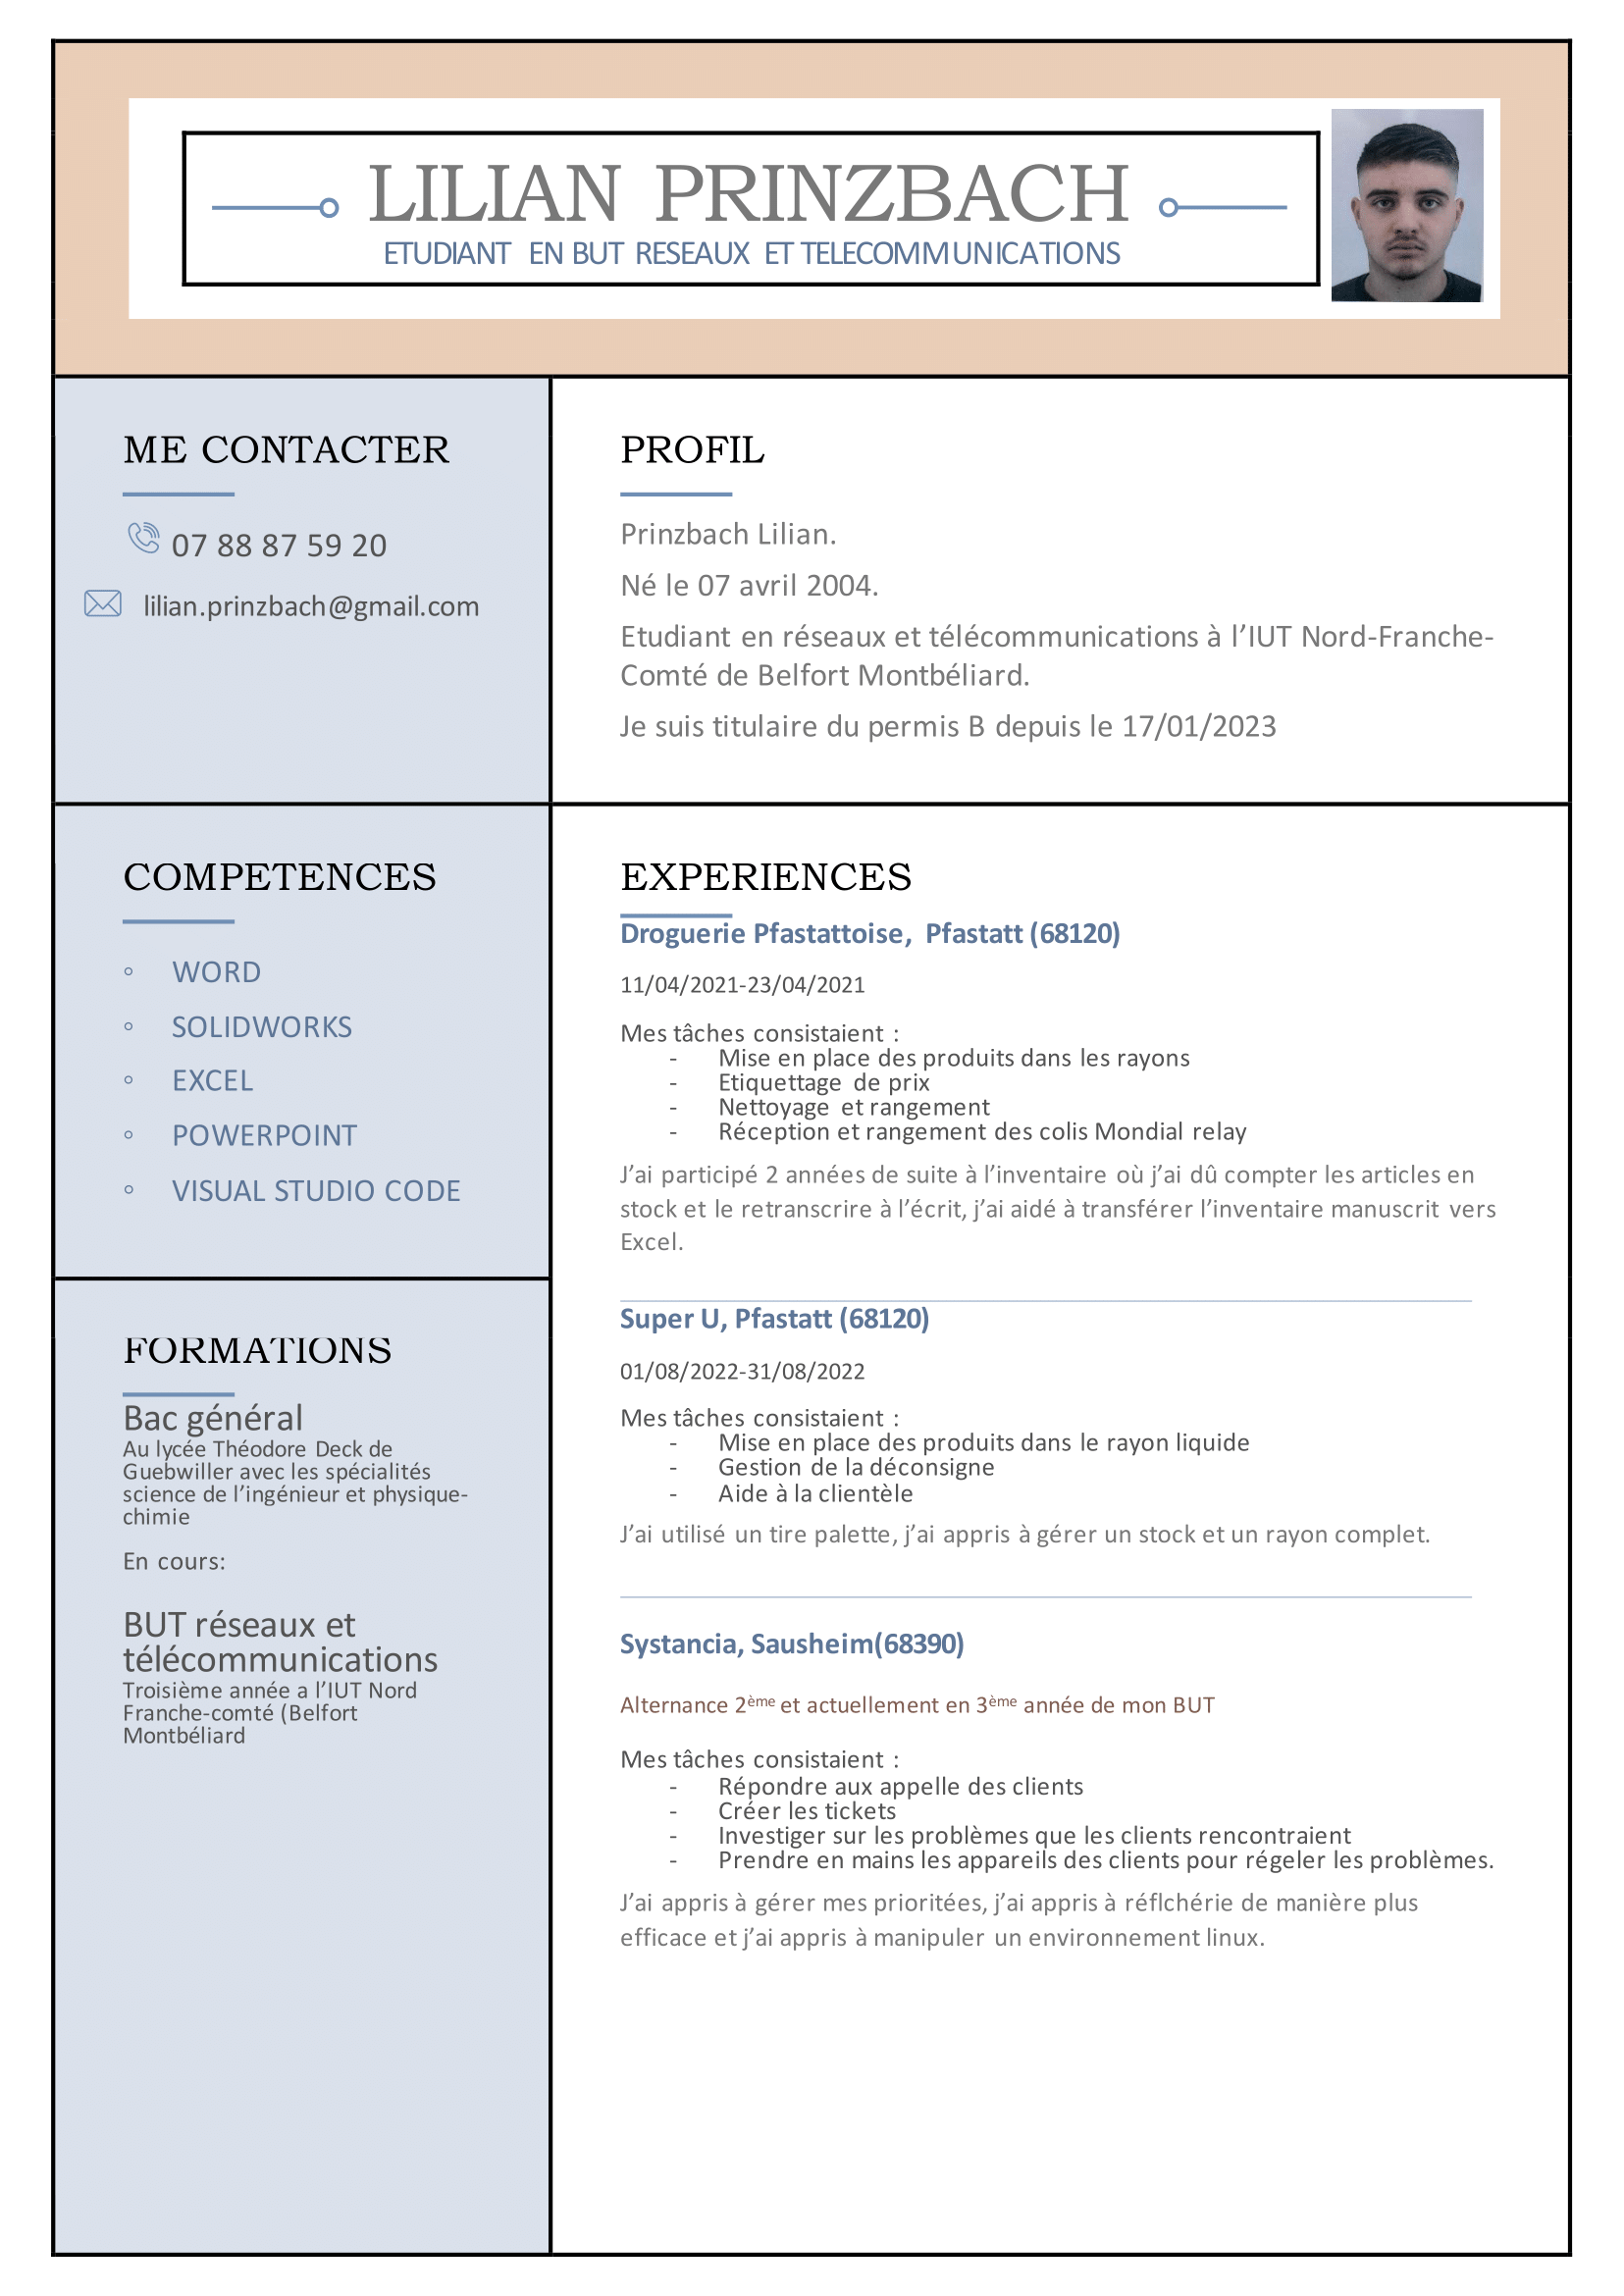 LILIAN PRINZBACH
ETUDIANT EN BUT RESEAUX ET TELECOMMUNICATIONS
ME CONTACTER
07 88 87 59 20
lilian.prinzbach@gmail.com
PROFIL
Prinzbach Lilian.
Né le 07 avril 2004.
Etudiant en réseaux et télécommunications à l’IUT Nord-Franche-
Comté de Belfort Montbéliard.
Je suis titulaire du permis B depuis le 17/01/2023
COMPETENCES
◦ WORD
◦ SOLIDWORKS
◦ EXCEL
◦ POWERPOINT
◦ VISUAL STUDIO CODE
FORMATIONS
Bac général
Au lycée Théodore Deck de
Guebwiller avec les spécialités
science de l’ingénieur et physique-
chimie
En cours:
BUT réseaux et
télécommunications
Troisième année a l’IUT Nord
Franche-comté (Belfort
Montbéliard
EXPERIENCES
Droguerie Pfastattoise, Pfastatt (68120)
11/04/2021-23/04/2021
Mes tâches consistaient :
- Mise en place des produits dans les rayons
- Etiquettage de prix
- Nettoyage et rangement
- Réception et rangement des colis Mondial relay
J’ai participé 2 années de suite à l’inventaire où j’ai dû compter les articles en
stock et le retranscrire à l’écrit, j’ai aidé à transférer l’inventaire manuscrit vers
Excel.
Super U, Pfastatt (68120)
01/08/2022-31/08/2022
Mes tâches consistaient :
- Mise en place des produits dans le rayon liquide
- Gestion de la déconsigne
- Aide à la clientèle
J’ai utilisé un tire palette, j’ai appris à gérer un stock et un rayon complet.
Systancia, Sausheim(68390)
Alternance 2ème et actuellement en 3ème année de mon BUT
Mes tâches consistaient :
- Répondre aux appelle des clients
- Créer les tickets
- Investiger sur les problèmes que les clients rencontraient
- Prendre en mains les appareils des clients pour régeler les problèmes.
J’ai appris à gérer mes prioritées, j’ai appris à réflchérie de manière plus
efficace et j’ai appris à manipuler un environnement linux.